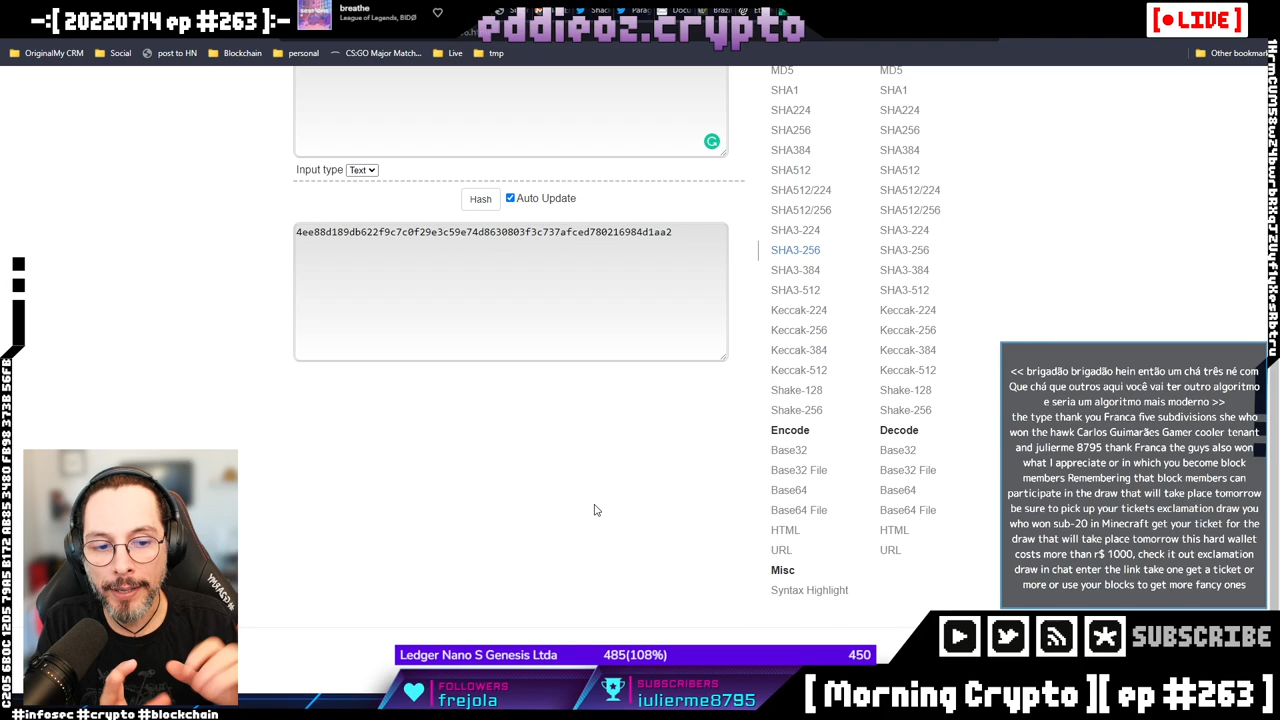 -:[ 20220714 ep #263 ]:-
breathe
League of Legends, BIDØ
eddieoz.crypto
[ • LIVE ]
OriginalMy CRM
Social
post to HN
Blockchain
personal
CS:GO Major Match...
Live
tmp
Other bookmar
Input type Text
Hash
Auto Update
4ee88d189db622f9c7c0f29e3c59e74d8630803f3c737afced780216984d1aa2
MD5 MD5
SHA1 SHA1
SHA224 SHA224
SHA256 SHA256
SHA384 SHA384
SHA512 SHA512
SHA512/224 SHA512/224
SHA512/256 SHA512/256
SHA3-224 SHA3-224
SHA3-256 SHA3-256
SHA3-384 SHA3-384
SHA3-512 SHA3-512
Keccak-224 Keccak-224
Keccak-256 Keccak-256
Keccak-384 Keccak-384
Keccak-512 Keccak-512
Shake-128 Shake-128
Shake-256 Shake-256
Encode Decode
Base32 Base32
Base32 File Base32 File
Base64 Base64
Base64 File Base64 File
HTML HTML
URL URL
Misc
Syntax Highlight
<< brigadão brigadão hein então um chá três né com
Que chá que outros aqui você vai ter outro algoritmo
e seria um algoritmo mais moderno >>
the type thank you Franca five subdivisions she who
won the hawk Carlos Guimarães Gamer cooler tenant
and julierme 8795 thank Franca the guys also won
what I appreciate or in which you become block
members Remembering that block members can
participate in the draw that will take place tomorrow
be sure to pick up your tickets exclamation draw you
who won sub-20 in Minecraft get your ticket for the
draw that will take place tomorrow this hard wallet
costs more than r$ 1000, check it out exclamation
draw in chat enter the link take one get a ticket or
more or use your blocks to get more fancy ones
SUBSCRIBE
Ledger Nano S Genesis Ltda 485(108%) 450
FOLLOWERS
frejola
SUBSCRIBERS
julierme8795
[ Morning Crypto ][ ep #263 ]
#infosec #crypto #blockchain